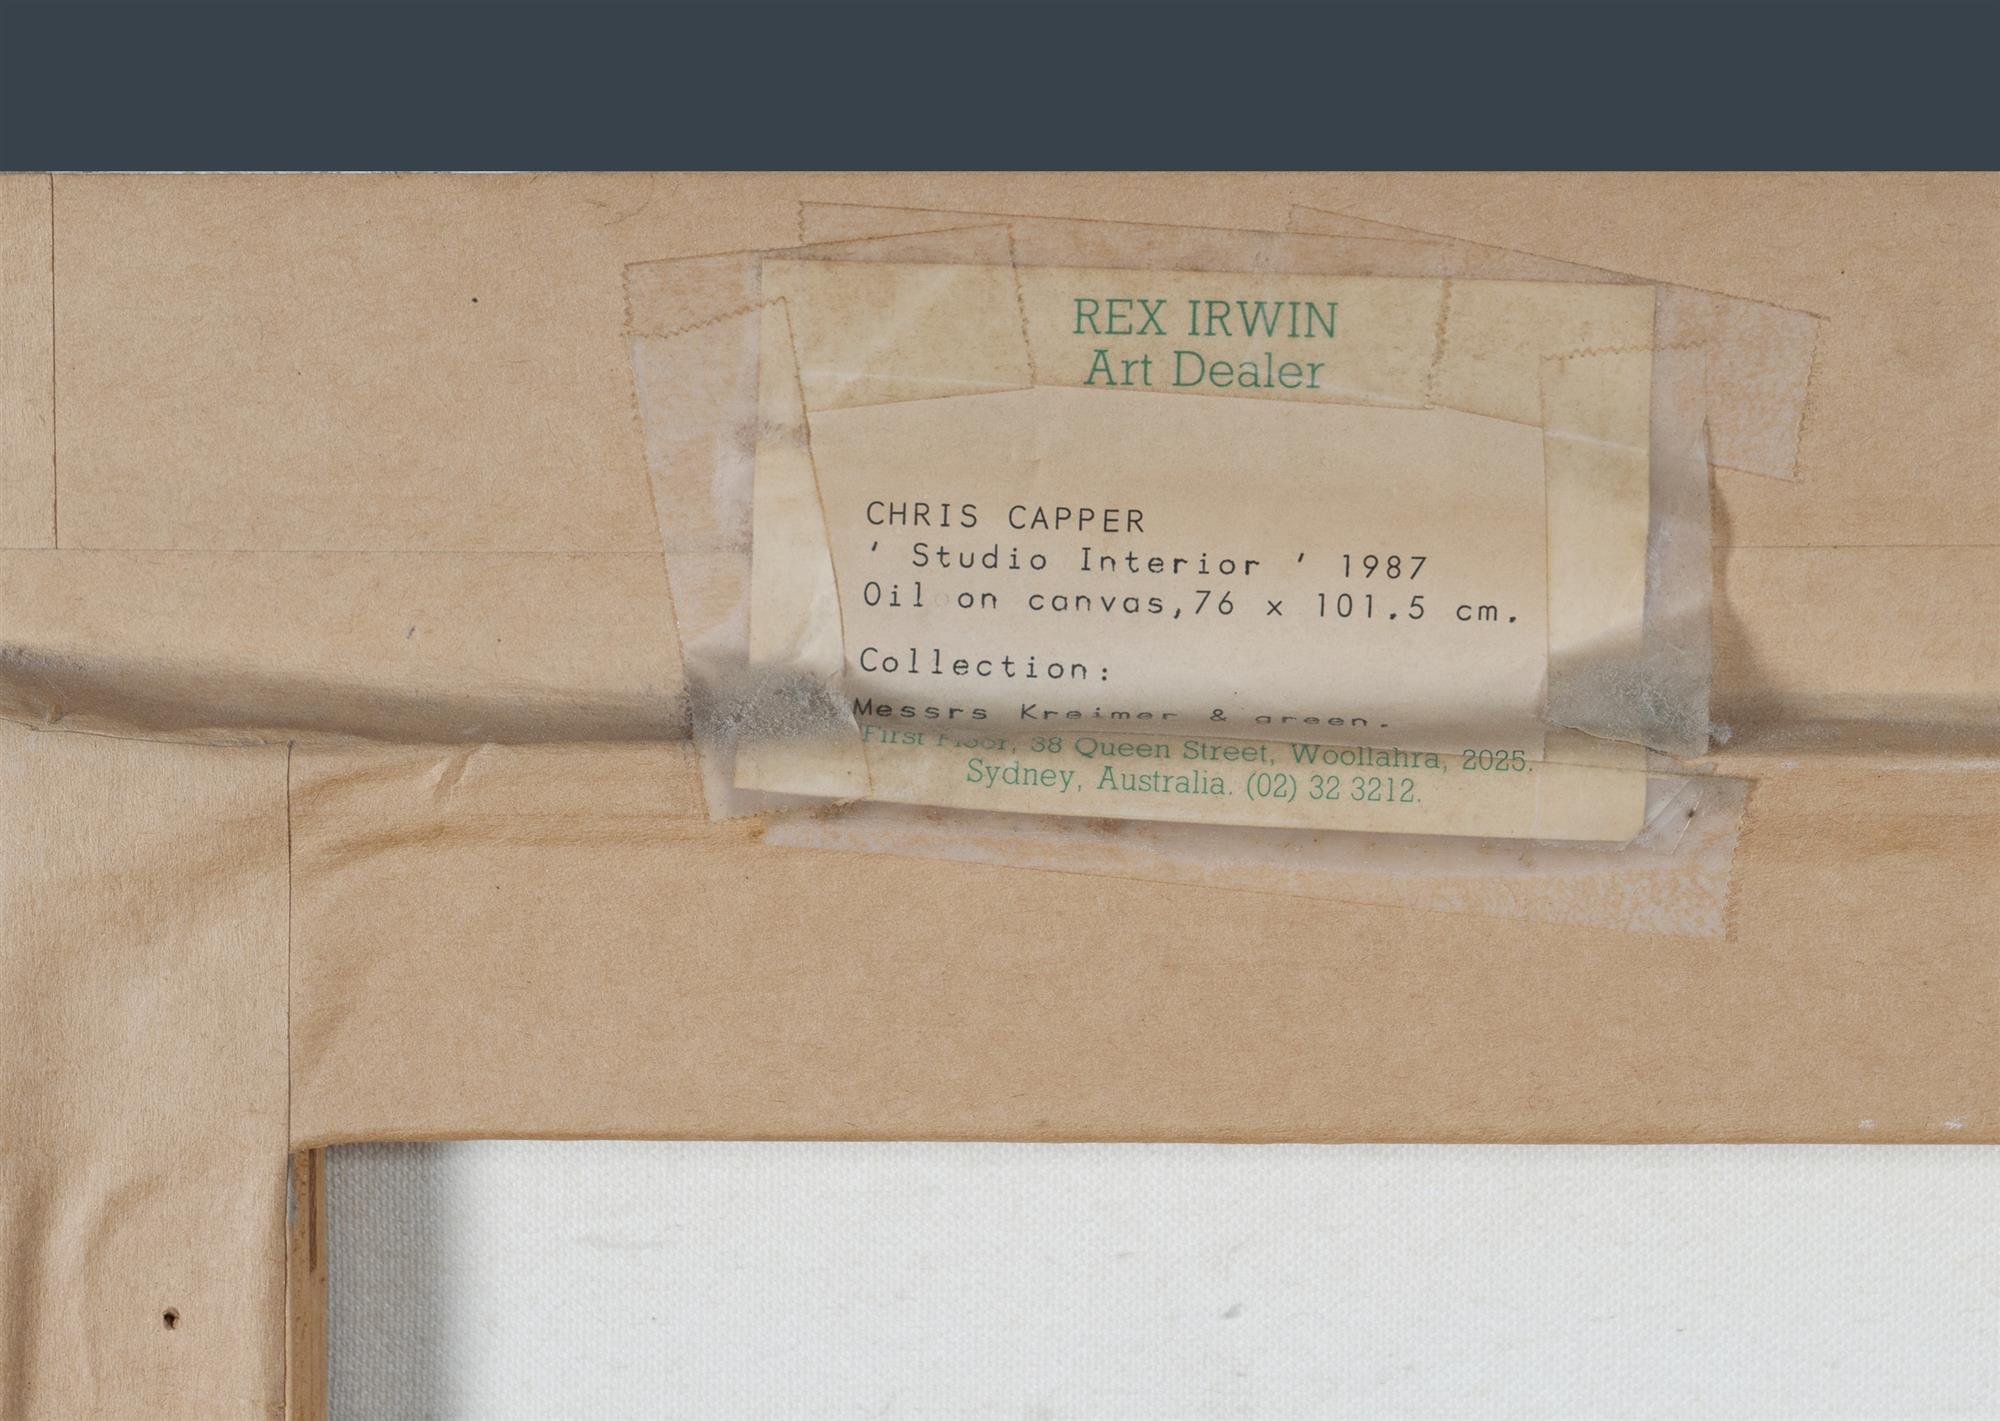 REX IRWIN
Art Dealer
CHRIS CAPPER
' Studio Interior ' 1987
Oil on canvas,76 x 101.5 cm.
Collection:
Messrs Kreimer & green.
First Floor, 38 Queen Street, Woollahra, 2025.
Sydney, Australia. (02) 32 3212.